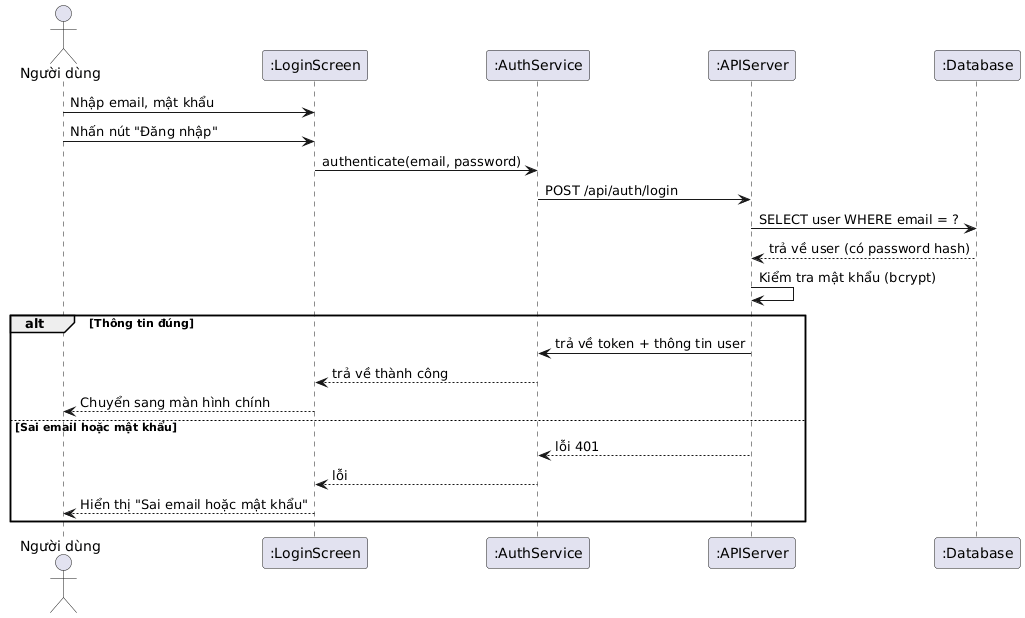 Người dùng
:LoginScreen
:AuthService
:APIServer
:Database
Nhập email, mật khẩu
Nhấn nút "Đăng nhập"
authenticate(email, password)
POST /api/auth/login
SELECT user WHERE email = ?
trả về user (có password hash)
Kiểm tra mật khẩu (bcrypt)
alt
[Thông tin đúng]
trả về token + thông tin user
trả về thành công
Chuyển sang màn hình chính
[Sai email hoặc mật khẩu]
lỗi 401
lỗi
Hiển thị "Sai email hoặc mật khẩu"
Người dùng
:LoginScreen
:AuthService
:APIServer
:Database